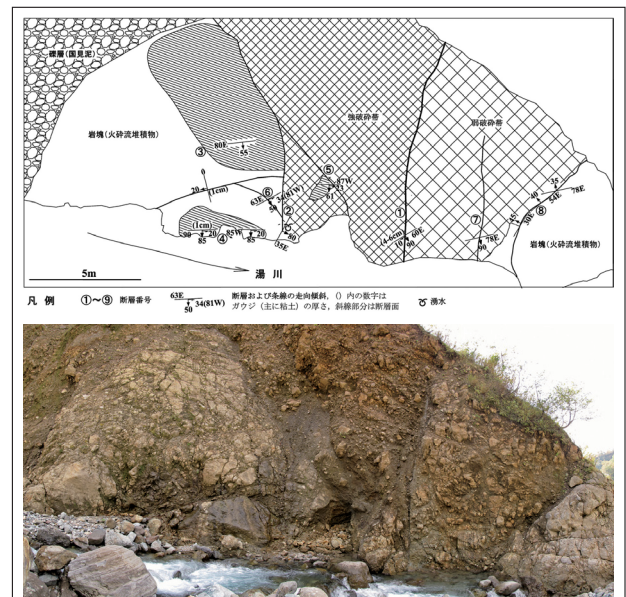 礫層(国見泥)
岩塊(火砕流堆積物)
強破砕帯
弱破砕帯
80E
55
③
⑤
87W
23
61
0
20
(1cm)
⑥
63E
34(81W)
50
②
(1cm)
90
20
85W
20
85
④
85
80
35E
①
(4-6cm)
60E
10
90
⑦
78E
90
35
40
78E
54E
⑧
45
30E
岩塊(火砕流堆積物)
5m
湯川
凡例
①～⑨ 断層番号
63E
34(81W)
50
断層および条線の走向傾斜，()内の数字は
ガウジ(主に粘土)の厚さ，斜線部分は断層面
湧水